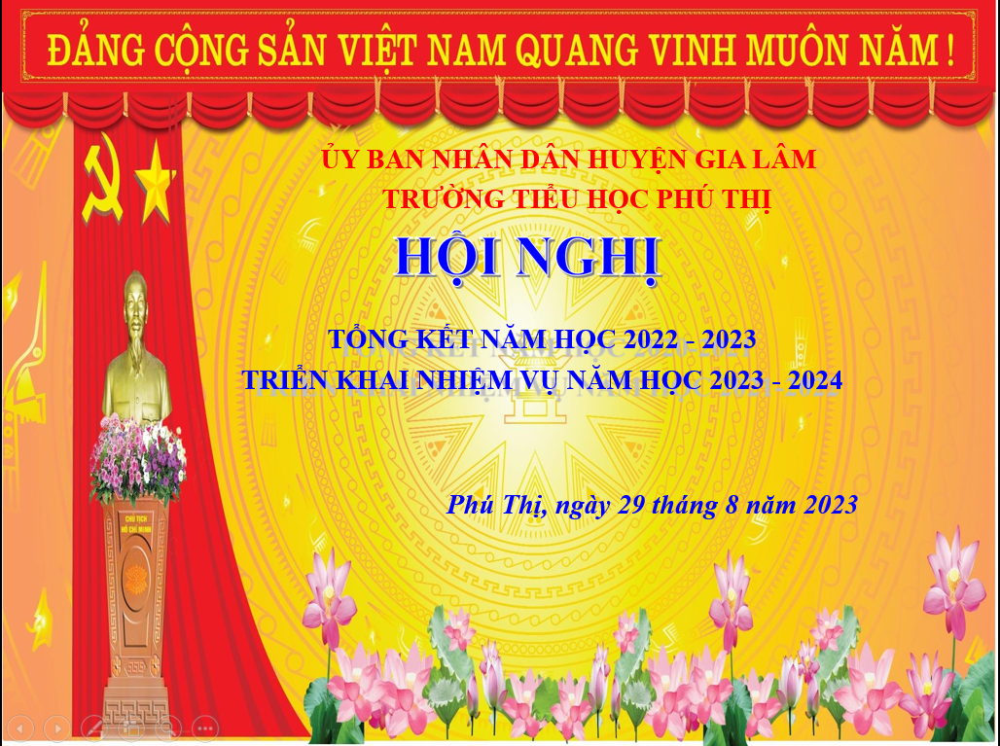 ĐẢNG CỘNG SẢN VIỆT NAM QUANG VINH MUÔN NĂM !
ỦY BAN NHÂN DÂN HUYỆN GIA LÂM
TRƯỜNG TIỂU HỌC PHÚ THỊ
HỘI NGHỊ
TỔNG KẾT NĂM HỌC 2022 - 2023
TRIỂN KHAI NHIỆM VỤ NĂM HỌC 2023 - 2024
Phú Thị, ngày 29 tháng 8 năm 2023
CHỦ TỊCH
HỒ CHÍ MINH